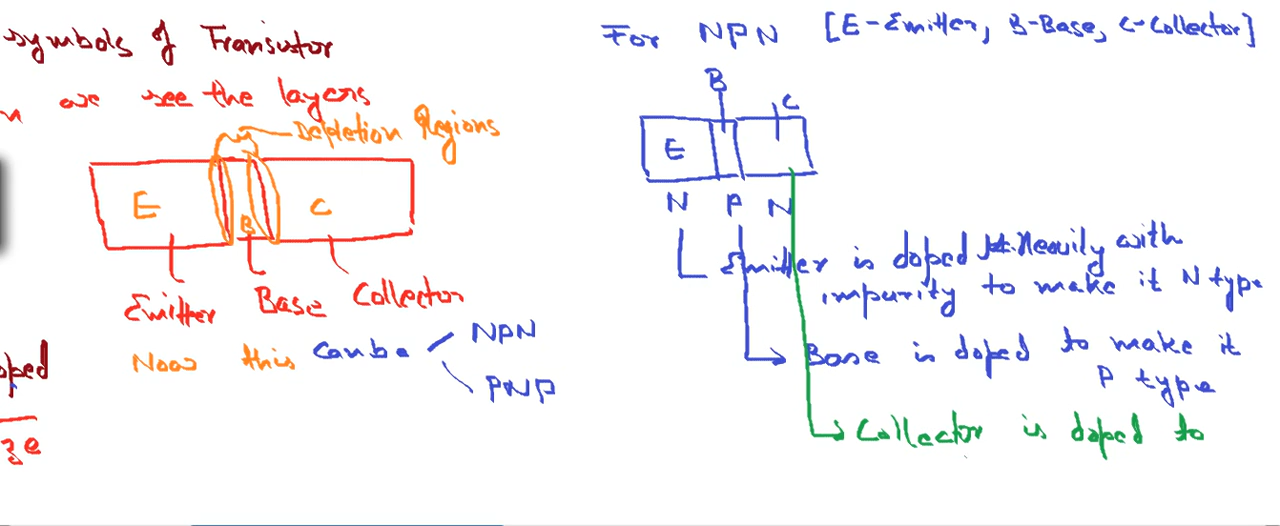 symbols of Transistor
we see the layers
Depletion Regions
E
B
C
Emitter Base Collector
Now this can be
NPN
PNP
oped
ze
For NPN [E-Emitter, B-Base, C-Collector]
B
C
E
N P N
Emitter is doped Heavily with
impurity to make it N type
Base is doped to make it
P type
Collector is doped to